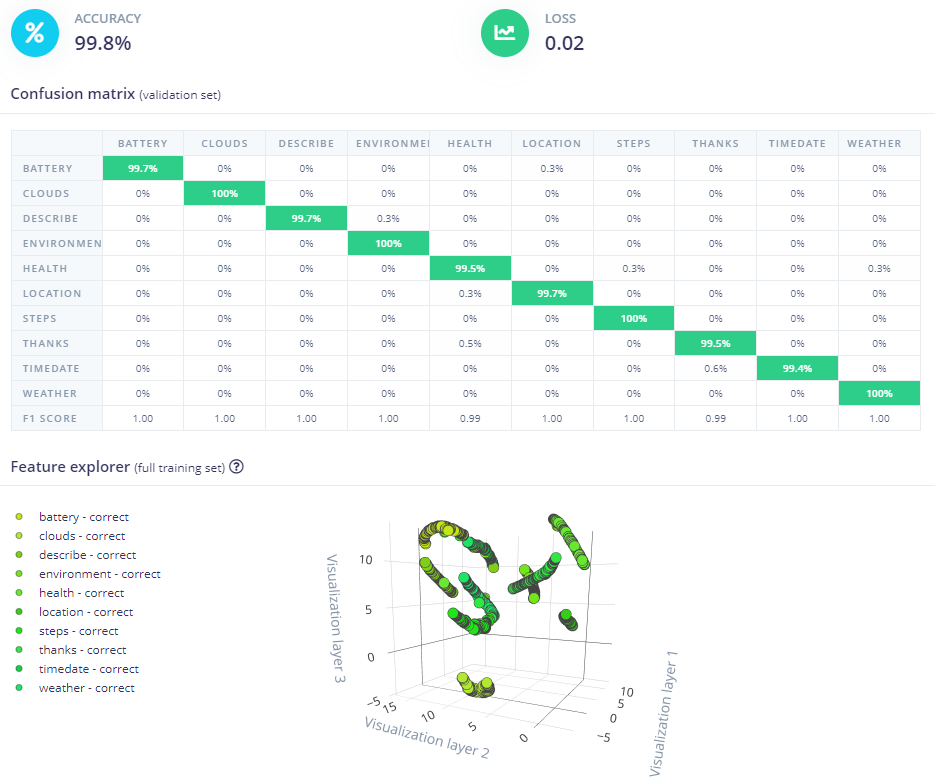 ACCURACY
99.8%
LOSS
0.02
Confusion matrix (validation set)
BATTERY CLOUDS DESCRIBE ENVIRONME HEALTH LOCATION STEPS THANKS TIMEDATE WEATHER
BATTERY 99.7% 0% 0% 0% 0% 0.3% 0% 0% 0% 0%
CLOUDS 0% 100% 0% 0% 0% 0% 0% 0% 0% 0%
DESCRIBE 0% 0% 99.7% 0.3% 0% 0% 0% 0% 0% 0%
ENVIRONMEN 0% 0% 0% 100% 0% 0% 0% 0% 0% 0%
HEALTH 0% 0% 0% 0% 99.5% 0% 0.3% 0% 0% 0.3%
LOCATION 0% 0% 0% 0% 0.3% 99.7% 0% 0% 0% 0%
STEPS 0% 0% 0% 0% 0% 0% 100% 0% 0% 0%
THANKS 0% 0% 0% 0% 0.5% 0% 0% 99.5% 0% 0%
TIMEDATE 0% 0% 0% 0% 0% 0% 0% 0.6% 99.4% 0%
WEATHER 0% 0% 0% 0% 0% 0% 0% 0% 0% 100%
F1 SCORE 1.00 1.00 1.00 1.00 0.99 1.00 1.00 0.99 1.00 1.00
Feature explorer (full training set) ?
battery - correct
clouds - correct
describe - correct
environment - correct
health - correct
location - correct
steps - correct
thanks - correct
timedate - correct
weather - correct
Visualization layer 3
10
5
0
−5
15
10
5
0
Visualization layer 2
10
5
0
−5
Visualization layer 1